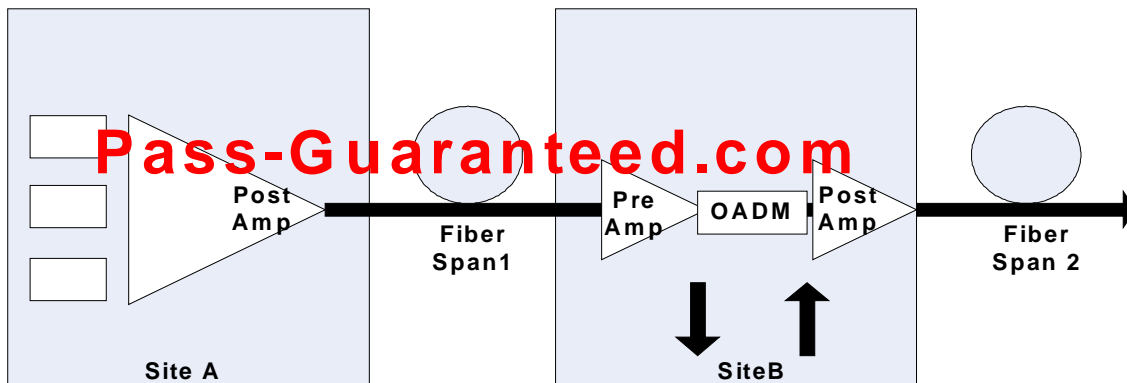 Pass-Guaranteed.com
Post
Amp
Fiber
Span1
Pre
Amp
OADM
Post
Amp
Fiber
Span 2
Site A
SiteB